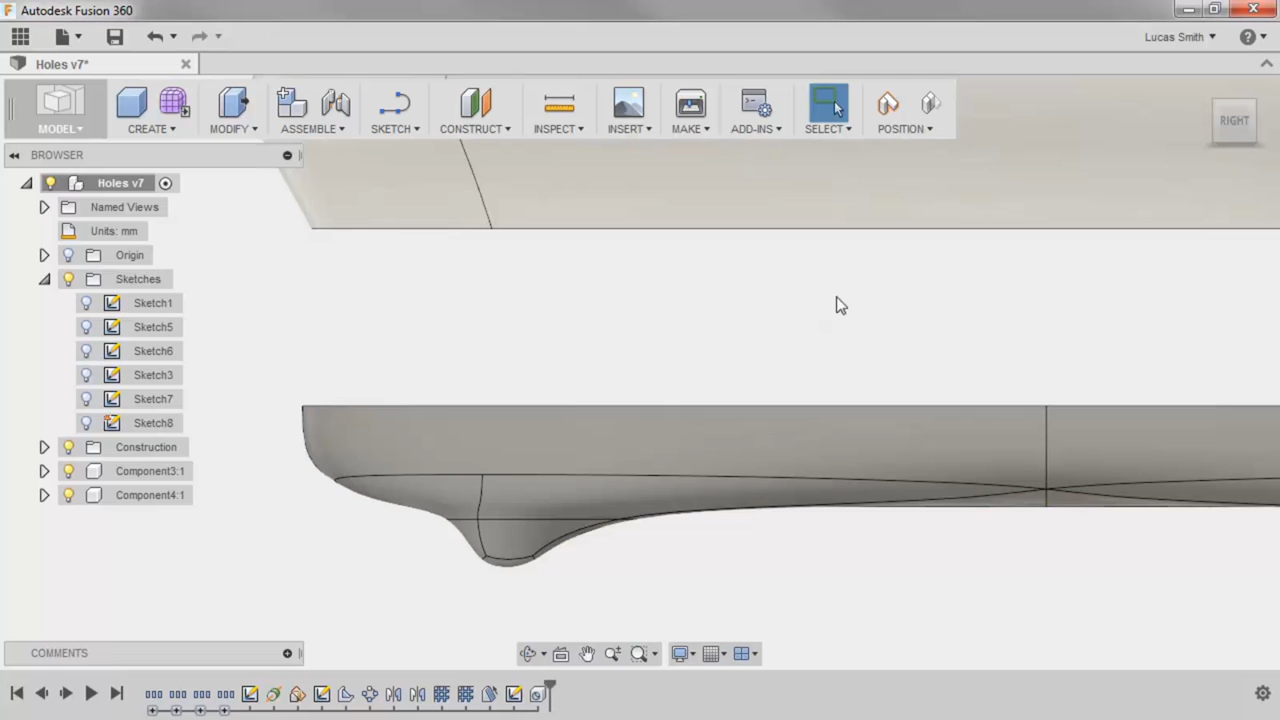 Autodesk Fusion 360
Lucas Smith
Holes v7*
MODEL CREATE MODIFY ASSEMBLE SKETCH CONSTRUCT INSPECT INSERT MAKE ADD-INS SELECT POSITION
RIGHT
BROWSER
Holes v7
Named Views
Units: mm
Origin
Sketches
Sketch1
Sketch5
Sketch6
Sketch3
Sketch7
Sketch8
Construction
Component3:1
Component4:1
COMMENTS